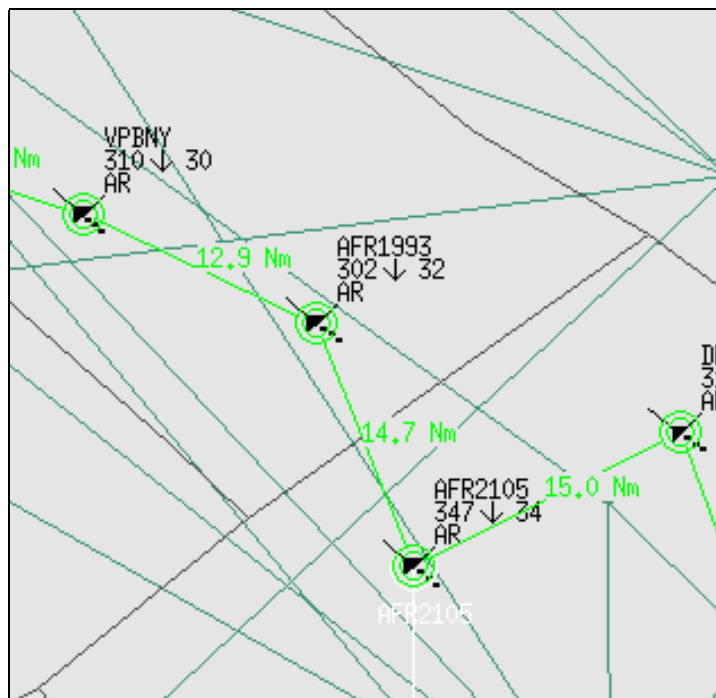 VPBNY
310↓ 30
AR
Nm
12.9 Nm
AFR1993
302↓ 32
AR
14.7 Nm
15.0 Nm
AFR2105
347↓ 34
AR
AFR2105